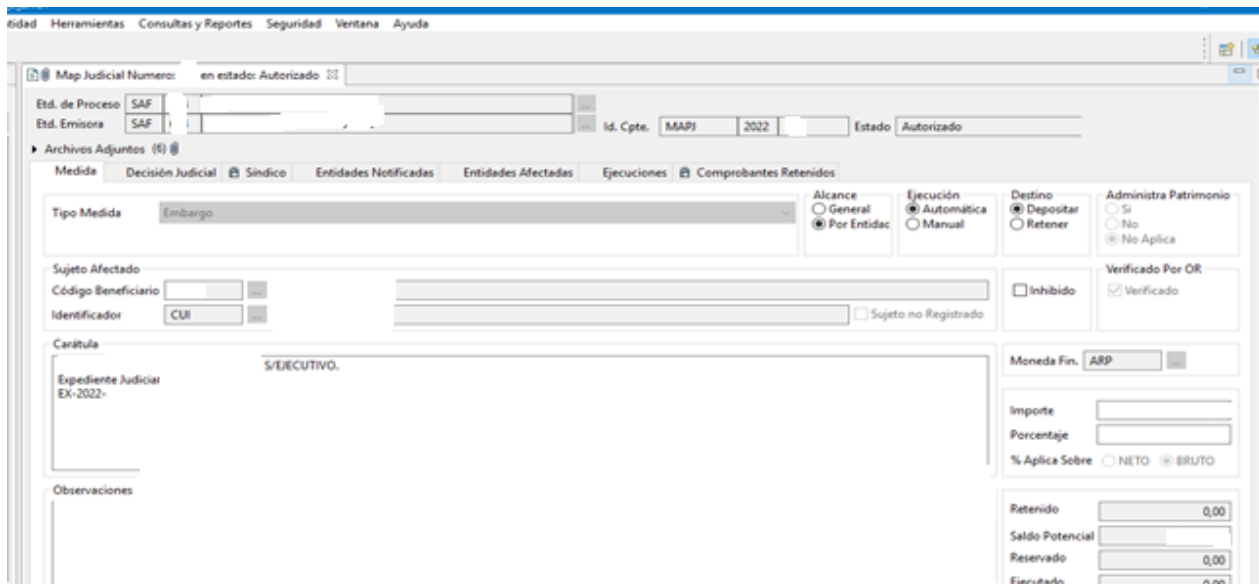 tidad Herramientas Consultas y Reportes Seguridad Ventana Ayuda
Map Judicial Numero: en estado: Autorizado
Etd. de Proceso SAF
Etd. Emisora SAF Id. Cpte. MAPJ 2022 Estado Autorizado
Archivos Adjuntos (6)
Medida Decisión Judicial Síndico Entidades Notificadas Entidades Afectadas Ejecuciones Comprobantes Retenidos
Tipo Medida Embargo
Alcance
General
Por Entidac
Ejecución
Automática
Manual
Destino
Depositar
Retener
Administra Patrimonio
Si
No
No Aplica
Sujeto Afectado
Código Beneficiario
Identificador CUI Sujeto no Registrado
Inhibido
Verificado Por OR
Verificado
Carátula
S/EJECUTIVO.
Expediente Judicial
EX-2022-
Moneda Fin. ARP
Importe
Porcentaje
% Aplica Sobre NETO BRUTO
Observaciones
Retenido 0,00
Saldo Potencial
Reservado 0,00
Ejecutado 0,00